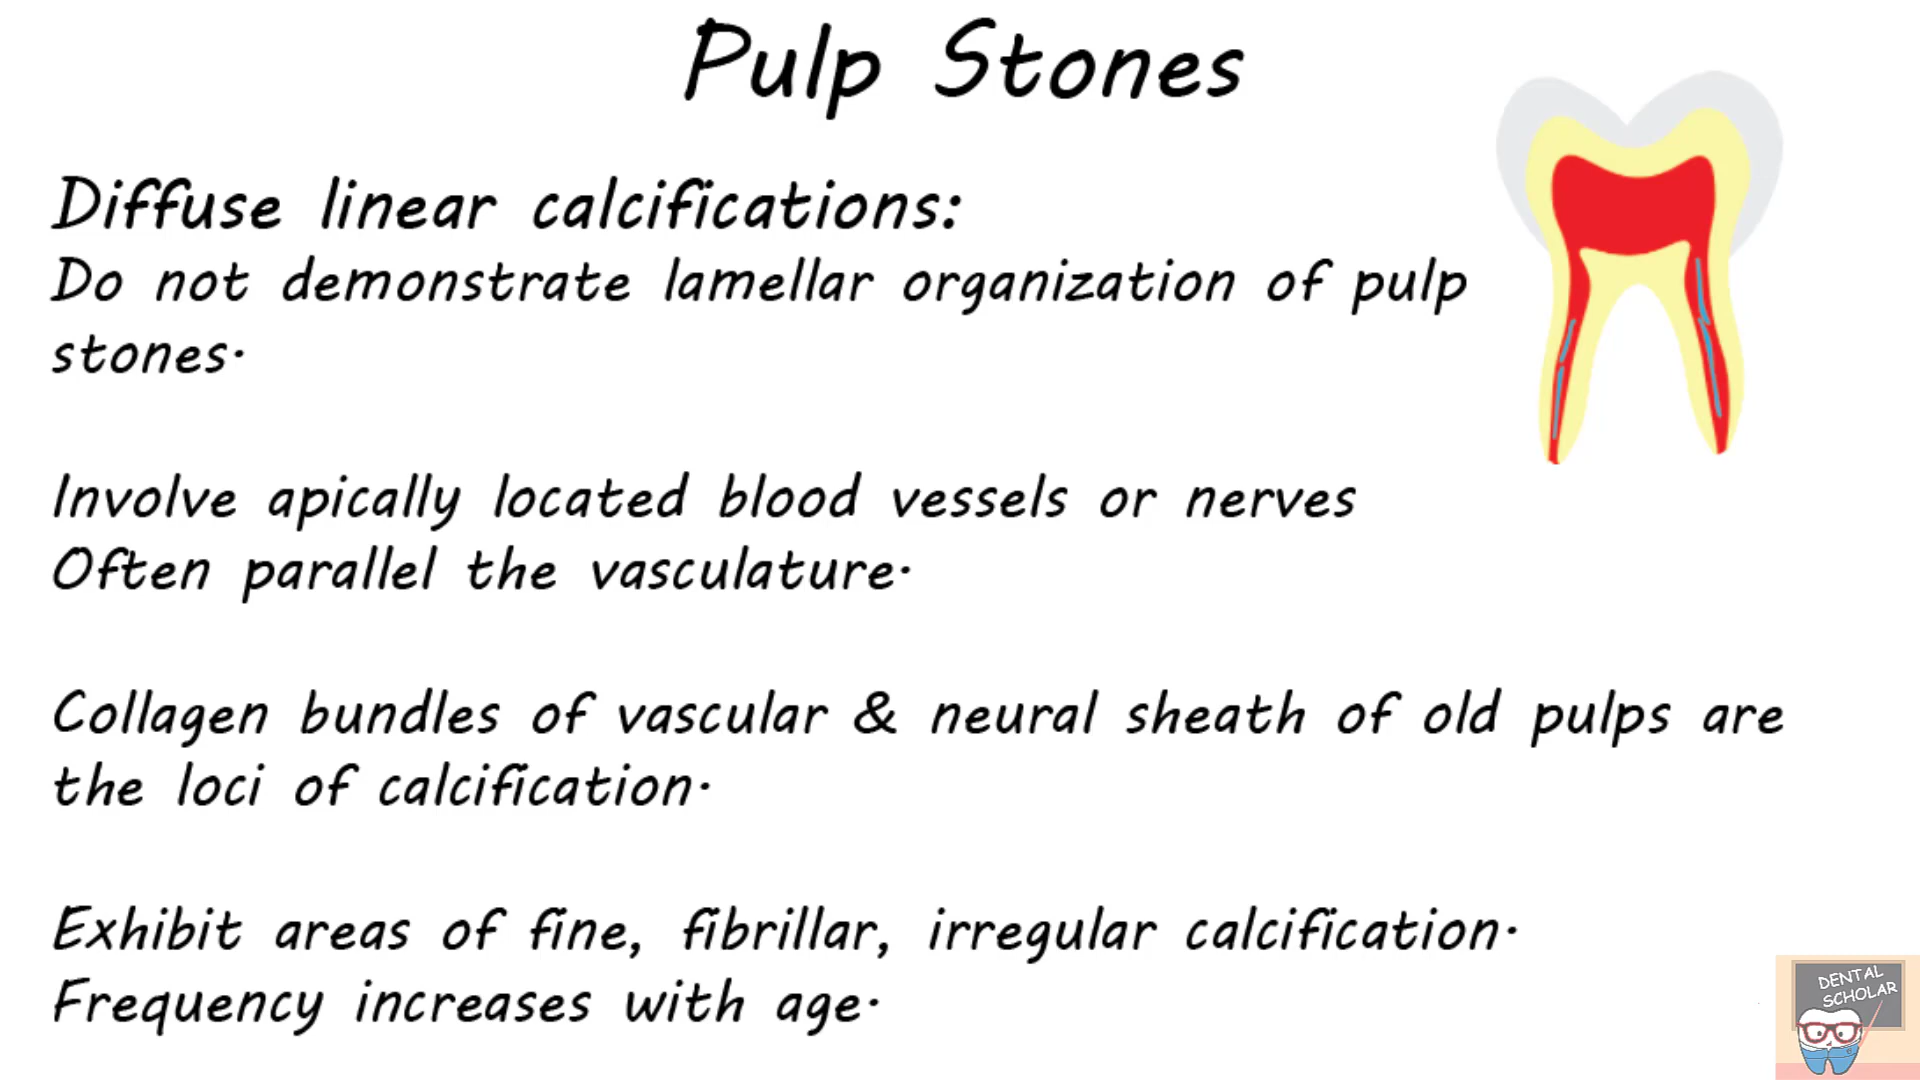 Pulp Stones
Diffuse linear calcifications:
Do not demonstrate lamellar organization of pulp
stones.
Involve apically located blood vessels or nerves
Often parallel the vasculature.
Collagen bundles of vascular & neural sheath of old pulps are
the loci of calcification.
Exhibit areas of fine, fibrillar, irregular calcification.
Frequency increases with age.
DENTAL
SCHOLAR